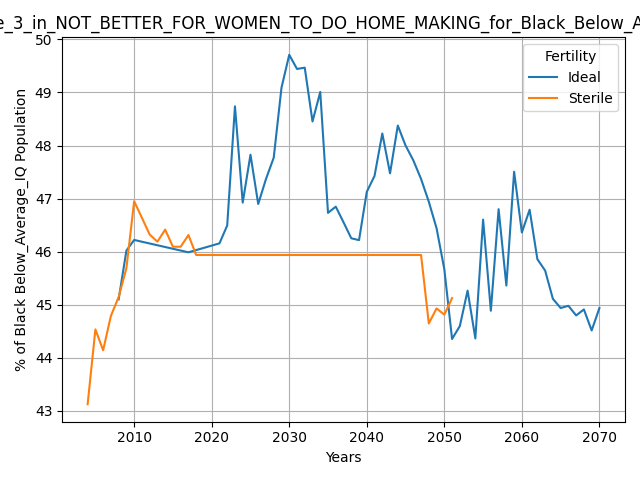 e_3_in_NOT_BETTER_FOR_WOMEN_TO_DO_HOME_MAKING_for_Black_Below_A
50
49
48
47
46
45
44
43
% of Black Below_Average_IQ Population
Fertility
Ideal
Sterile
2010
2020
2030
2040
2050
2060
2070
Years